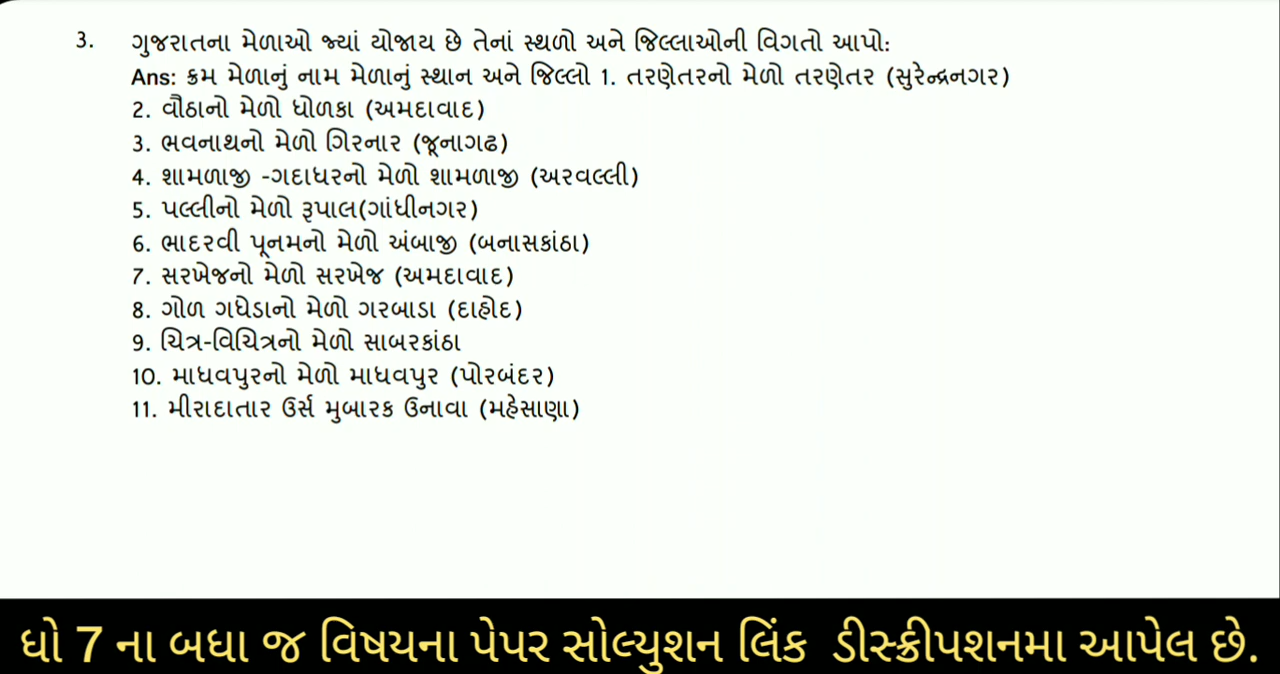 3. ગુજરાતના મેળાઓ જ્યાં યોજાય છે તેનાં સ્થળો અને જિલ્લાઓની વિગતો આપો:
Ans: ક્રમ મેળાનું નામ મેળાનું સ્થાન અને જિલ્લો 1. તરણેતરનો મેળો તરણેતર (સુરેન્દ્રનગર)
2. વૌઠાનો મેળો ધોળકા (અમદાવાદ)
3. ભવનાથનો મેળો ગિરનાર (જૂનાગઢ)
4. શામળાજી -ગદાધરનો મેળો શામળાજી (અરવલ્લી)
5. પલ્લીનો મેળો રૂપાલ(ગાંધીનગર)
6. ભાદરવી પૂનમનો મેળો અંબાજી (બનાસકાંઠા)
7. સરખેજનો મેળો સરખેજ (અમદાવાદ)
8. ગોળ ગધેડાનો મેળો ગરબાડા (દાહોદ)
9. ચિત્ર-વિચિત્રનો મેળો સાબરકાંઠા
10. માધવપુરનો મેળો માધવપુર (પોરબંદર)
11. મીરાદાતાર ઉર્સ મુબારક ઉનાવા (મહેસાણા)
ધો 7 ના બધા જ વિષયના પેપર સોલ્યુશન લિંક ડીસ્ક્રીપશનમા આપેલ છે.